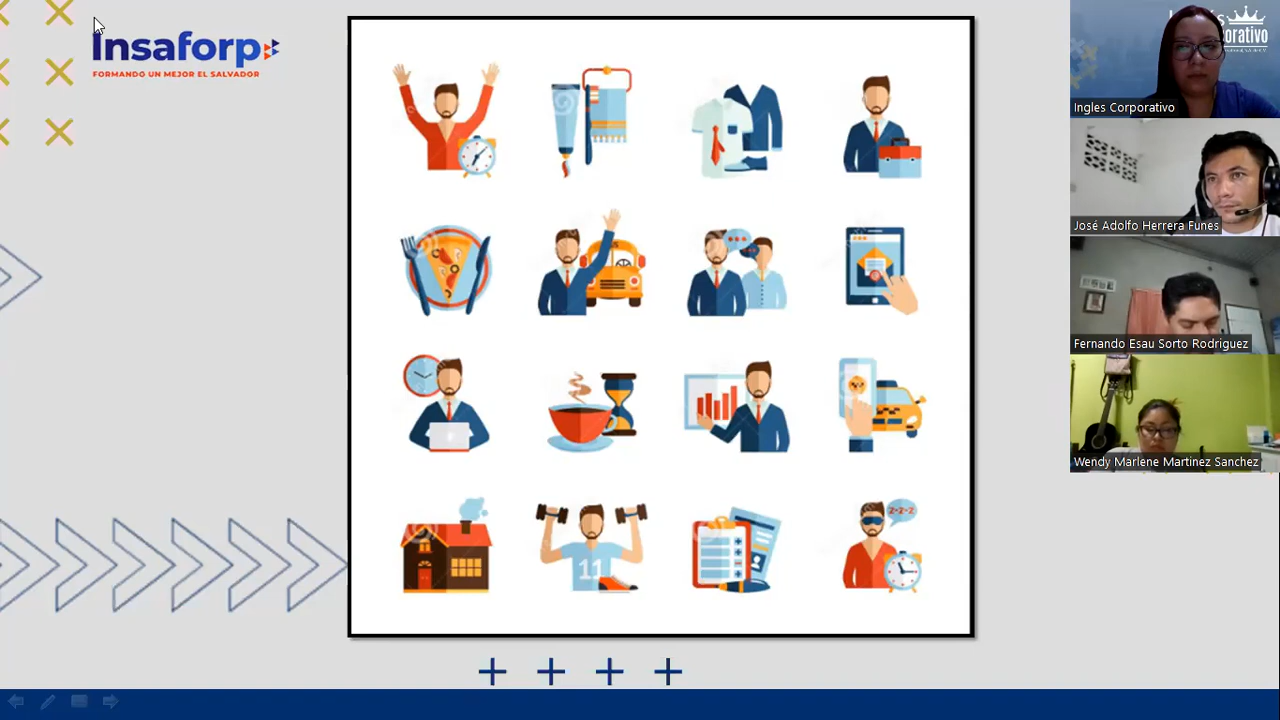 Insaforp
FORMANDO UN MEJOR EL SALVADOR
Ingles Corporativo
José Adolfo Herrera Funes
Fernando Esau Sorto Rodriguez
Wendy Marlene Martinez Sanchez
11
z-z-z